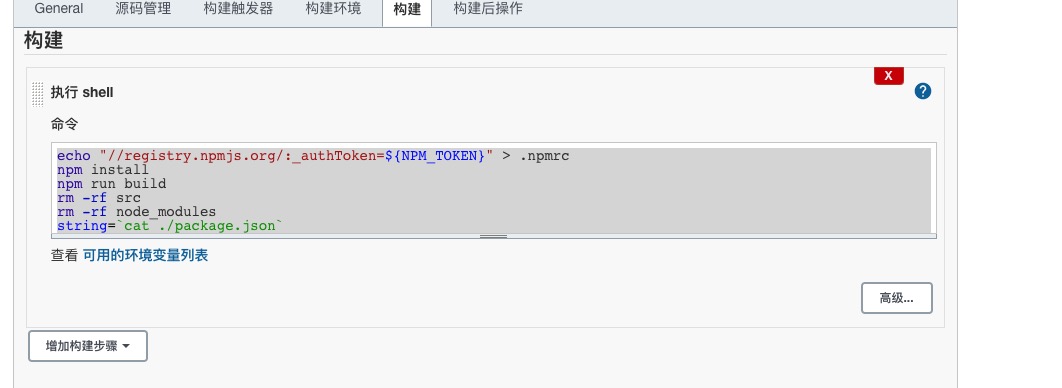 General 源码管理 构建触发器 构建环境 构建 构建后操作
构建
X
执行 shell
?
命令
echo "//registry.npmjs.org/:_authToken=${NPM_TOKEN}" > .npmrc
npm install
npm run build
rm -rf src
rm -rf node_modules
string=`cat ./package.json`
查看 可用的环境变量列表
高级...
增加构建步骤